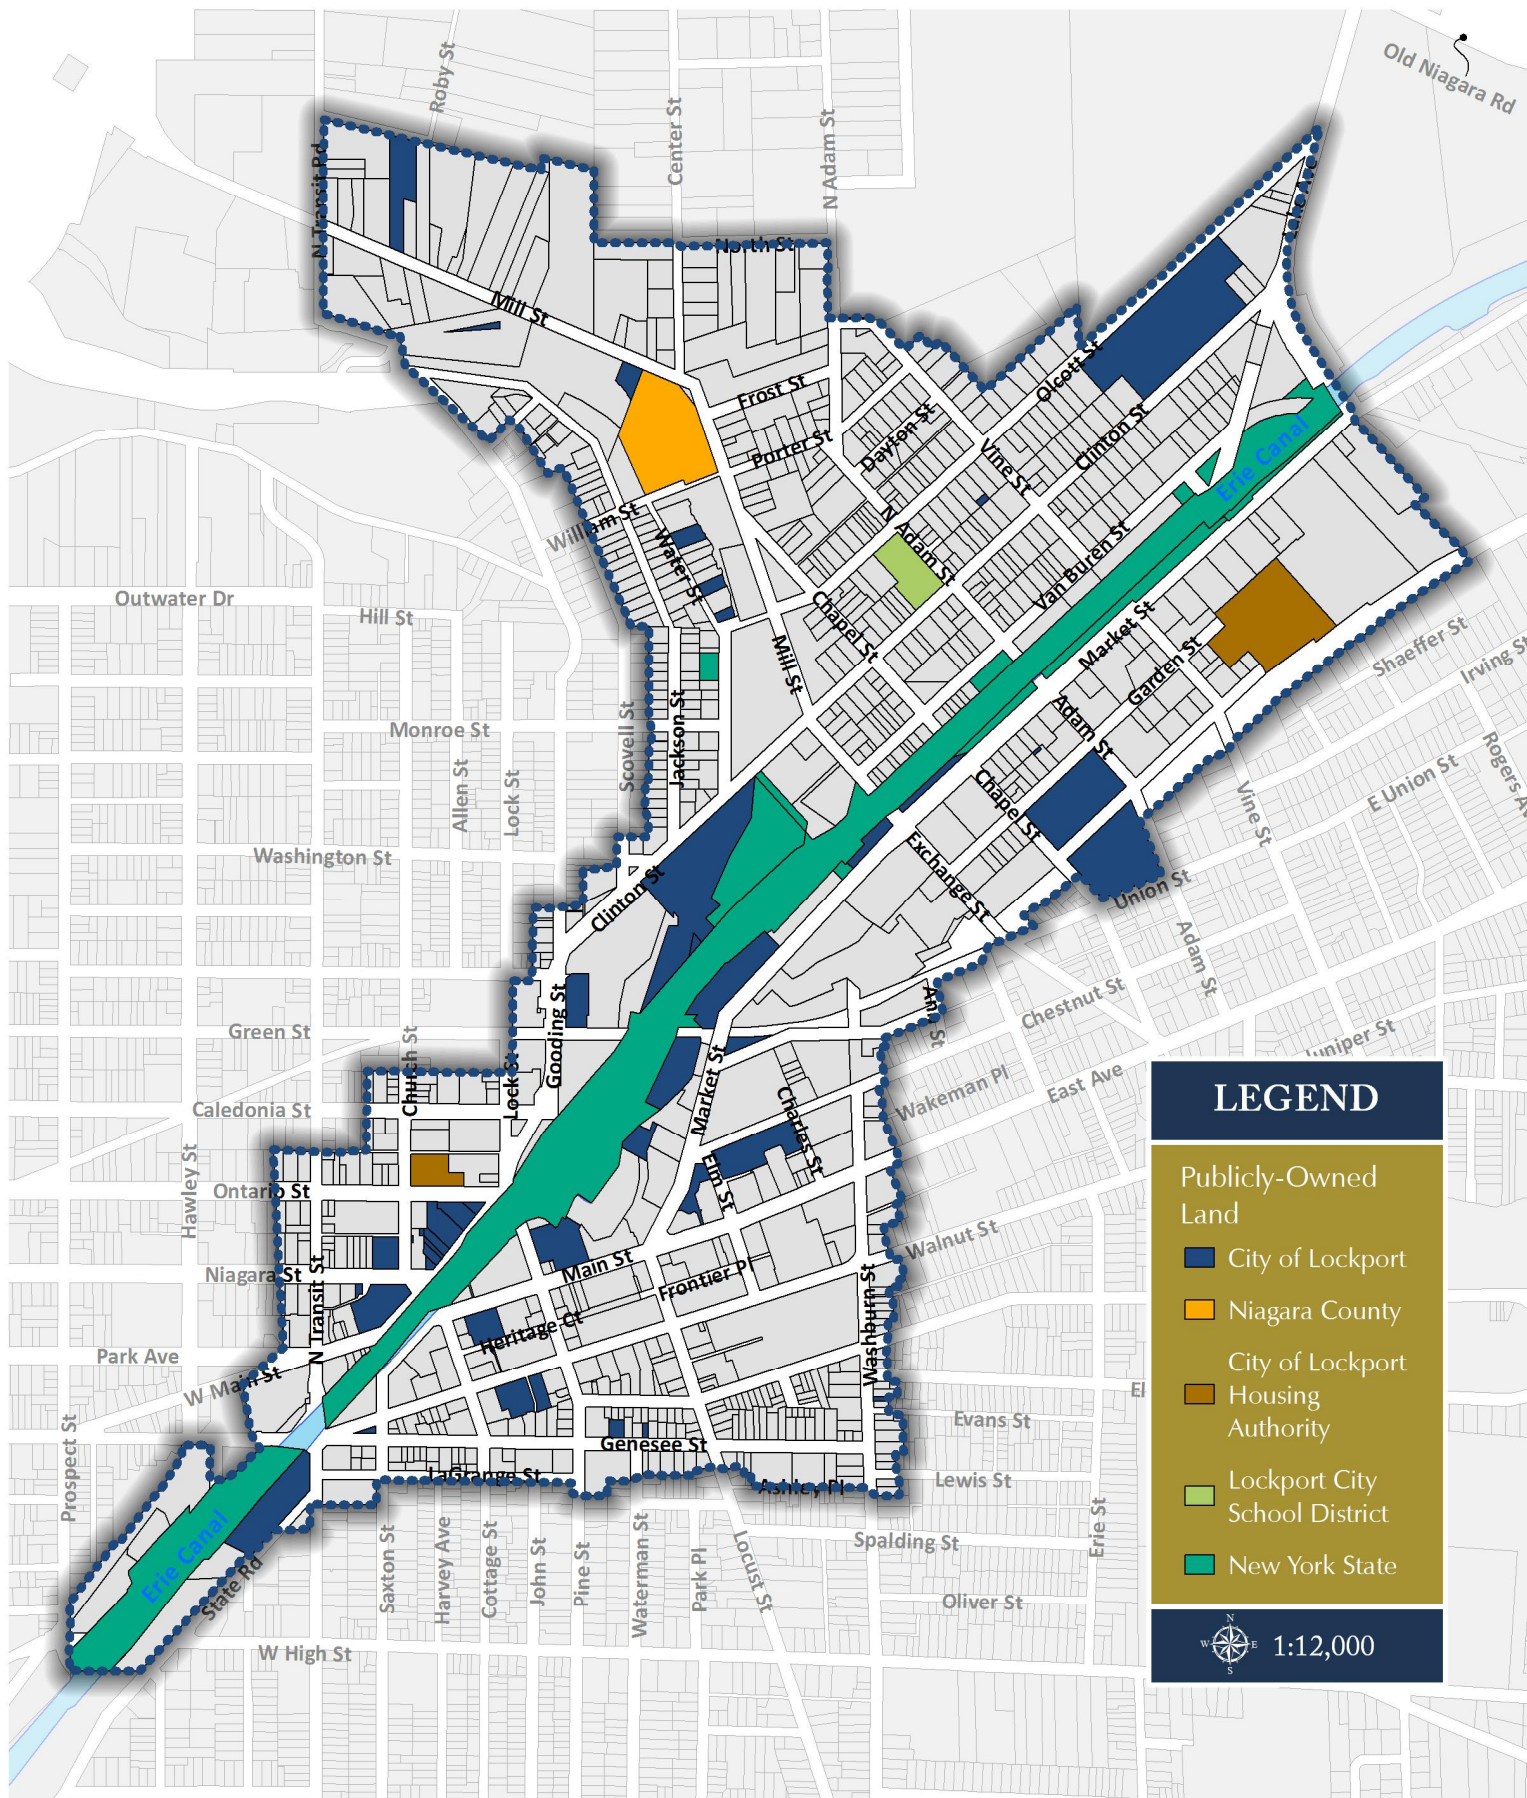 Old Niagara Rd
Roby St
Center St
N Adam St
N Transit Rd
North St
Mill St
Olcott St
Frost St
Clinton St
Dayton St
Porter St
Vine St
Erie Canal
William St
N Adam St
Water St
Van Buren St
Outwater Dr
Hill St
Chapel St
Market St
Shaeffer St
Mill St
Garden St
Irving St
Monroe St
Jackson St
Scovell St
Adam St
Allen St
Lock St
Rogers A
E Union St
Vine St
Chapel St
Washington St
Clinton St
Exchange St
Union St
Adam St
Ann St
Chestnut St
Green St
Gooding St
Juniper St
Church St
Lock St
Market St
Wakeman Pl
East Ave
Caledonia St
Charles St
Hawley St
Ontario St
Elm St
Walnut St
Niagara St
Main St
Frontier Pl
N Transit St
Heritage Ct
Washburn St
Park Ave
W Main St
Evans St
El
Prospect St
Genesee St
LaGrange St
Ashley Pl
Lewis St
Erie Canal
State Rd
Saxton St
Harvey Ave
Cottage St
John St
Pine St
Waterman St
Park Pl
Locust St
Spalding St
Erie St
Oliver St
W High St
LEGEND
Publicly-Owned
Land
City of Lockport
Niagara County
City of Lockport
Housing
Authority
Lockport City
School District
New York State
N
W E
S
1:12,000